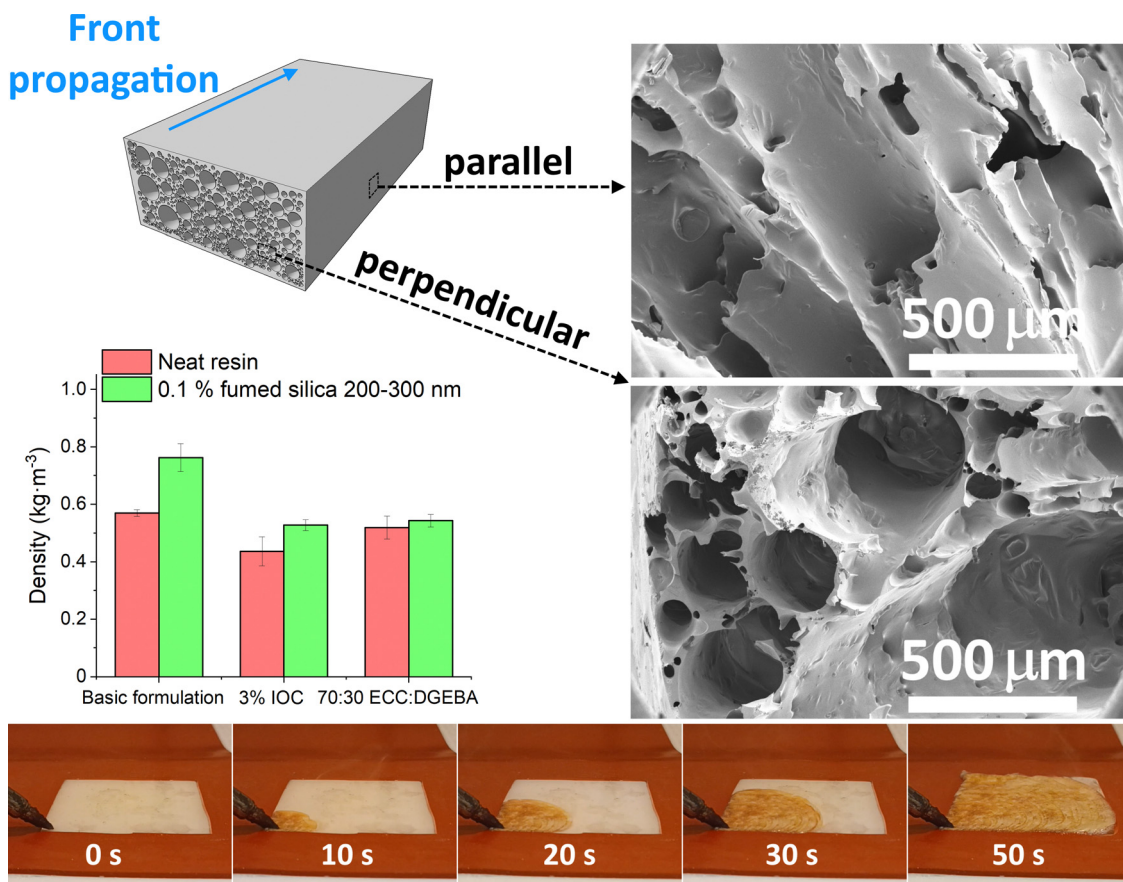 Front
propagation
parallel
perpendicular
500 µm
500 µm
Neat resin
0.1 % fumed silica 200-300 nm
Density (kg·m-3)
1.0
0.8
0.6
0.4
0.2
0
Basic formulation
3% IOC
70:30 ECC:DGEBA
0 s
10 s
20 s
30 s
50 s